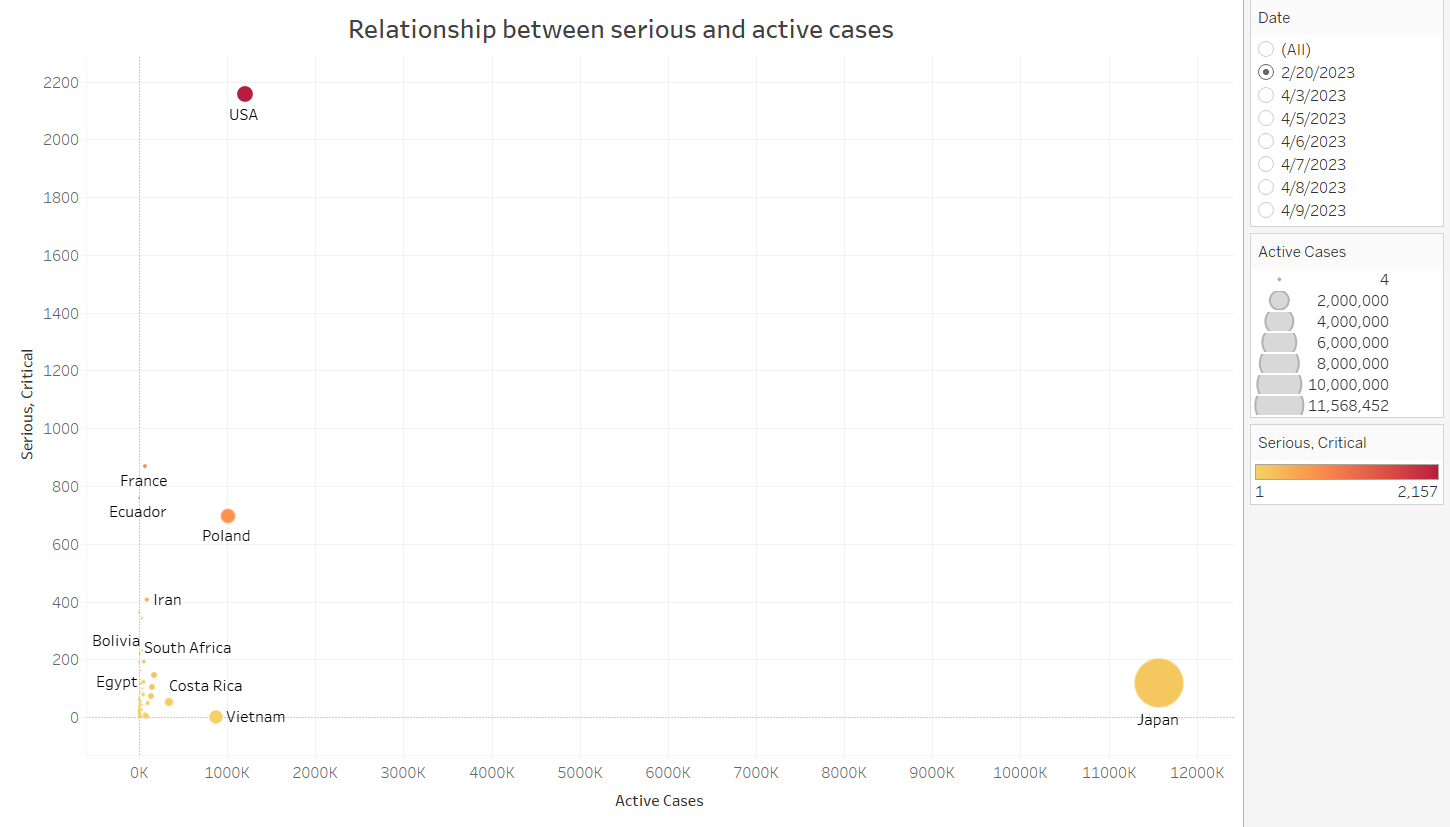 Relationship between serious and active cases
2200
2000
1800
1600
1400
1200
1000
800
600
400
200
0
Serious, Critical
USA
France
Ecuador
Poland
Iran
Bolivia
South Africa
Egypt
Costa Rica
Vietnam
Japan
0K
1000K
2000K
3000K
4000K
5000K
6000K
7000K
8000K
9000K
10000K
11000K
12000K
Active Cases
Date
(All)
2/20/2023
4/3/2023
4/5/2023
4/6/2023
4/7/2023
4/8/2023
4/9/2023
Active Cases
4
2,000,000
4,000,000
6,000,000
8,000,000
10,000,000
11,568,452
Serious, Critical
1
2,157